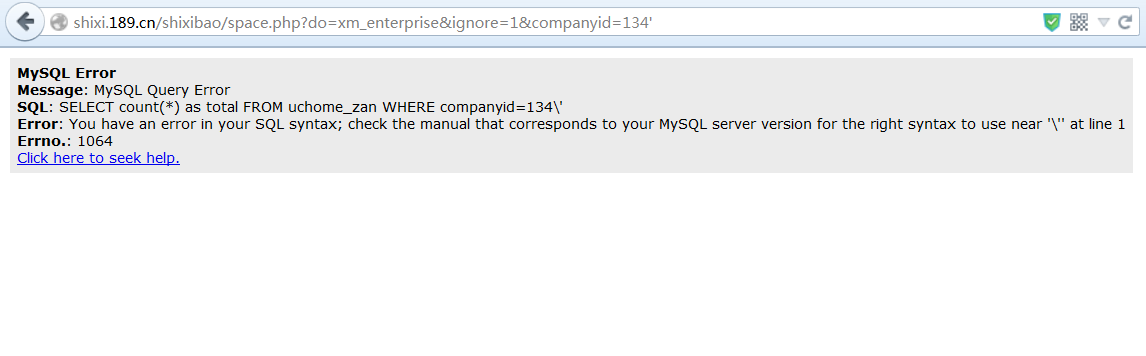 shixi.189.cn/shixibao/space.php?do=xm_enterprise&ignore=1&companyid=134'
MySQL Error
Message: MySQL Query Error
SQL: SELECT count(*) as total FROM uchome_zan WHERE companyid=134\'
Error: You have an error in your SQL syntax; check the manual that corresponds to your MySQL server version for the right syntax to use near '\'' at line 1
Errno.: 1064
Click here to seek help.